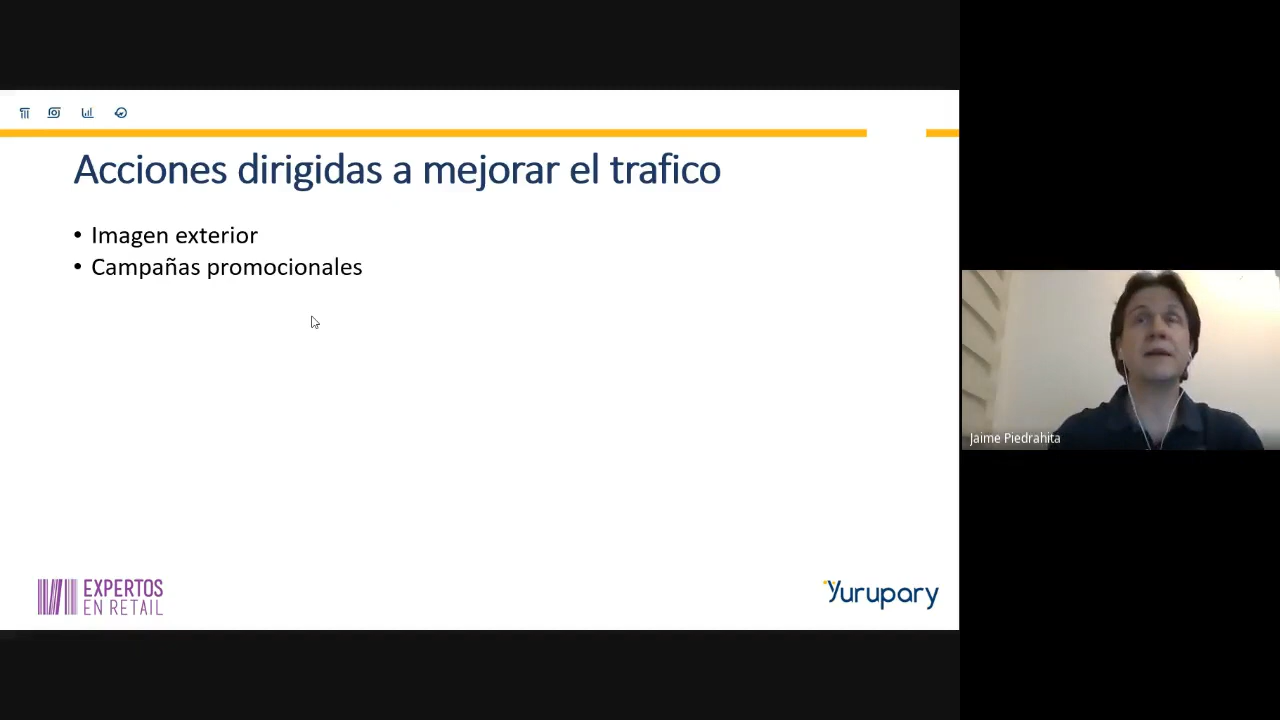 Acciones dirigidas a mejorar el trafico
• Imagen exterior
• Campañas promocionales
Jaime Piedrahita
EXPERTOS
EN RETAIL
Yurupary